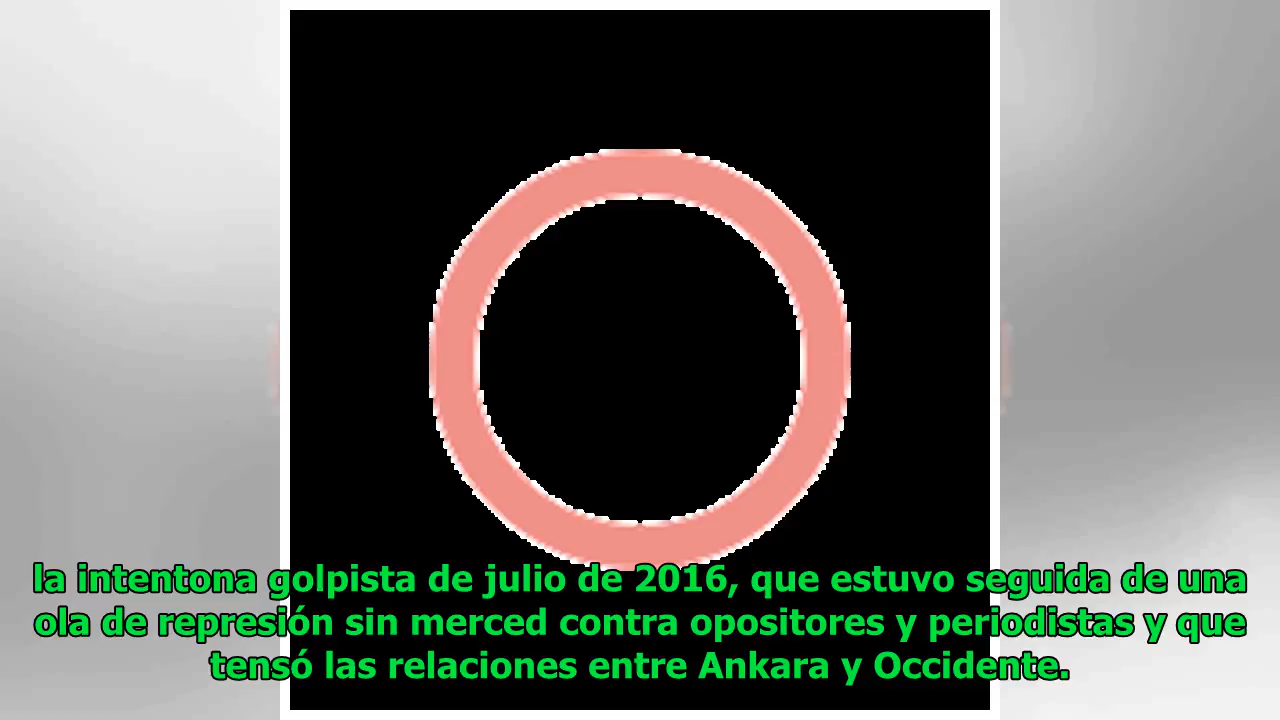 la intentona golpista de julio de 2016, que estuvo seguida de una
ola de represión sin merced contra opositores y periodistas y que
tensó las relaciones entre Ankara y Occidente.